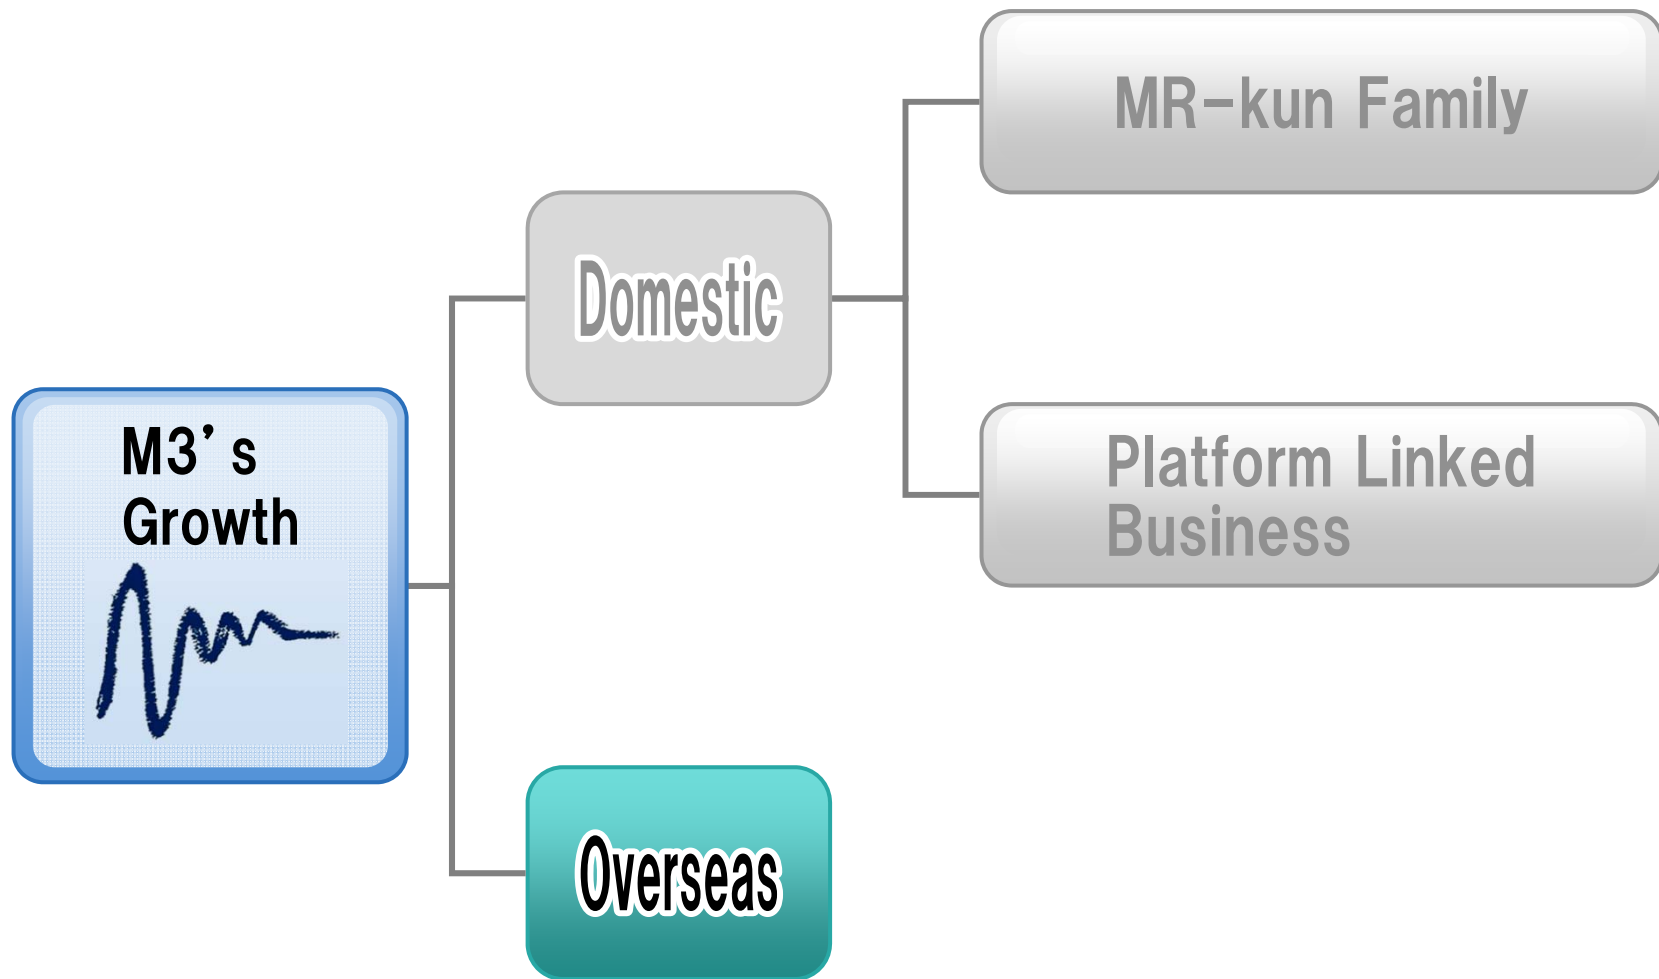 MR-kun Family
Domestic
Platform Linked
Business
M3’s
Growth
Overseas